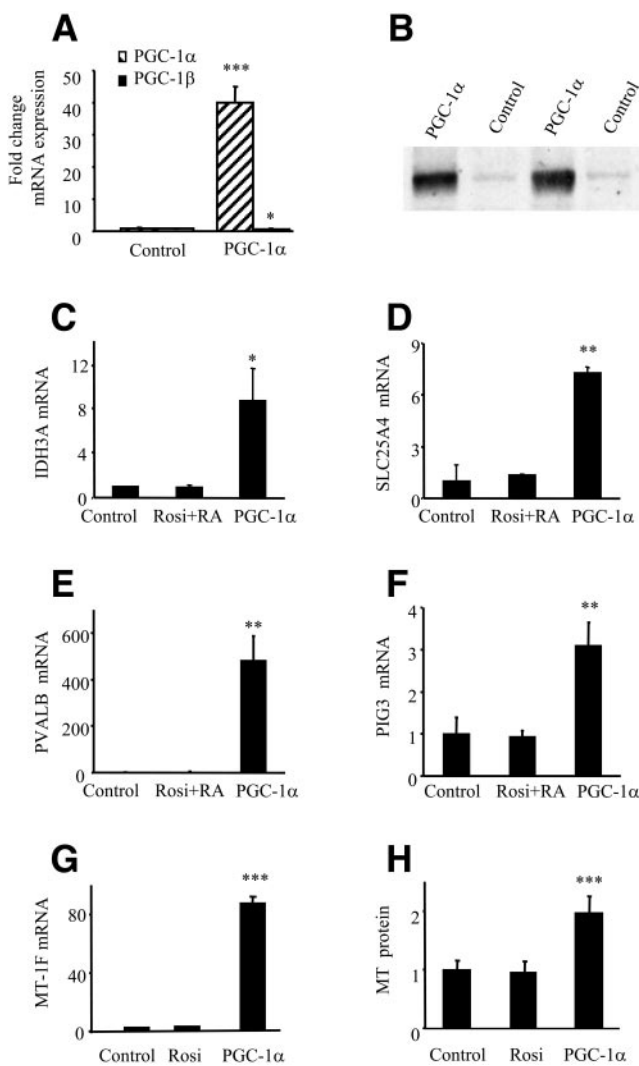 A
PGC-1α
PGC-1β
***
Fold change
mRNA expression
50
40
30
20
10
0
*
Control PGC-1α
B
PGC-1α Control PGC-1α Control
C
IDH3A mRNA
12
8
4
0
*
Control Rosi+RA PGC-1α
D
SLC25A4 mRNA
9
6
3
0
**
Control Rosi+RA PGC-1α
E
PVALB mRNA
600
400
200
0
**
Control Rosi+RA PGC-1α
F
PIG3 mRNA
4
3
2
1
0
**
Control Rosi+RA PGC-1α
G
MT-1F mRNA
80
40
0
***
Control Rosi PGC-1α
H
MT protein
2
1
0
***
Control Rosi PGC-1α